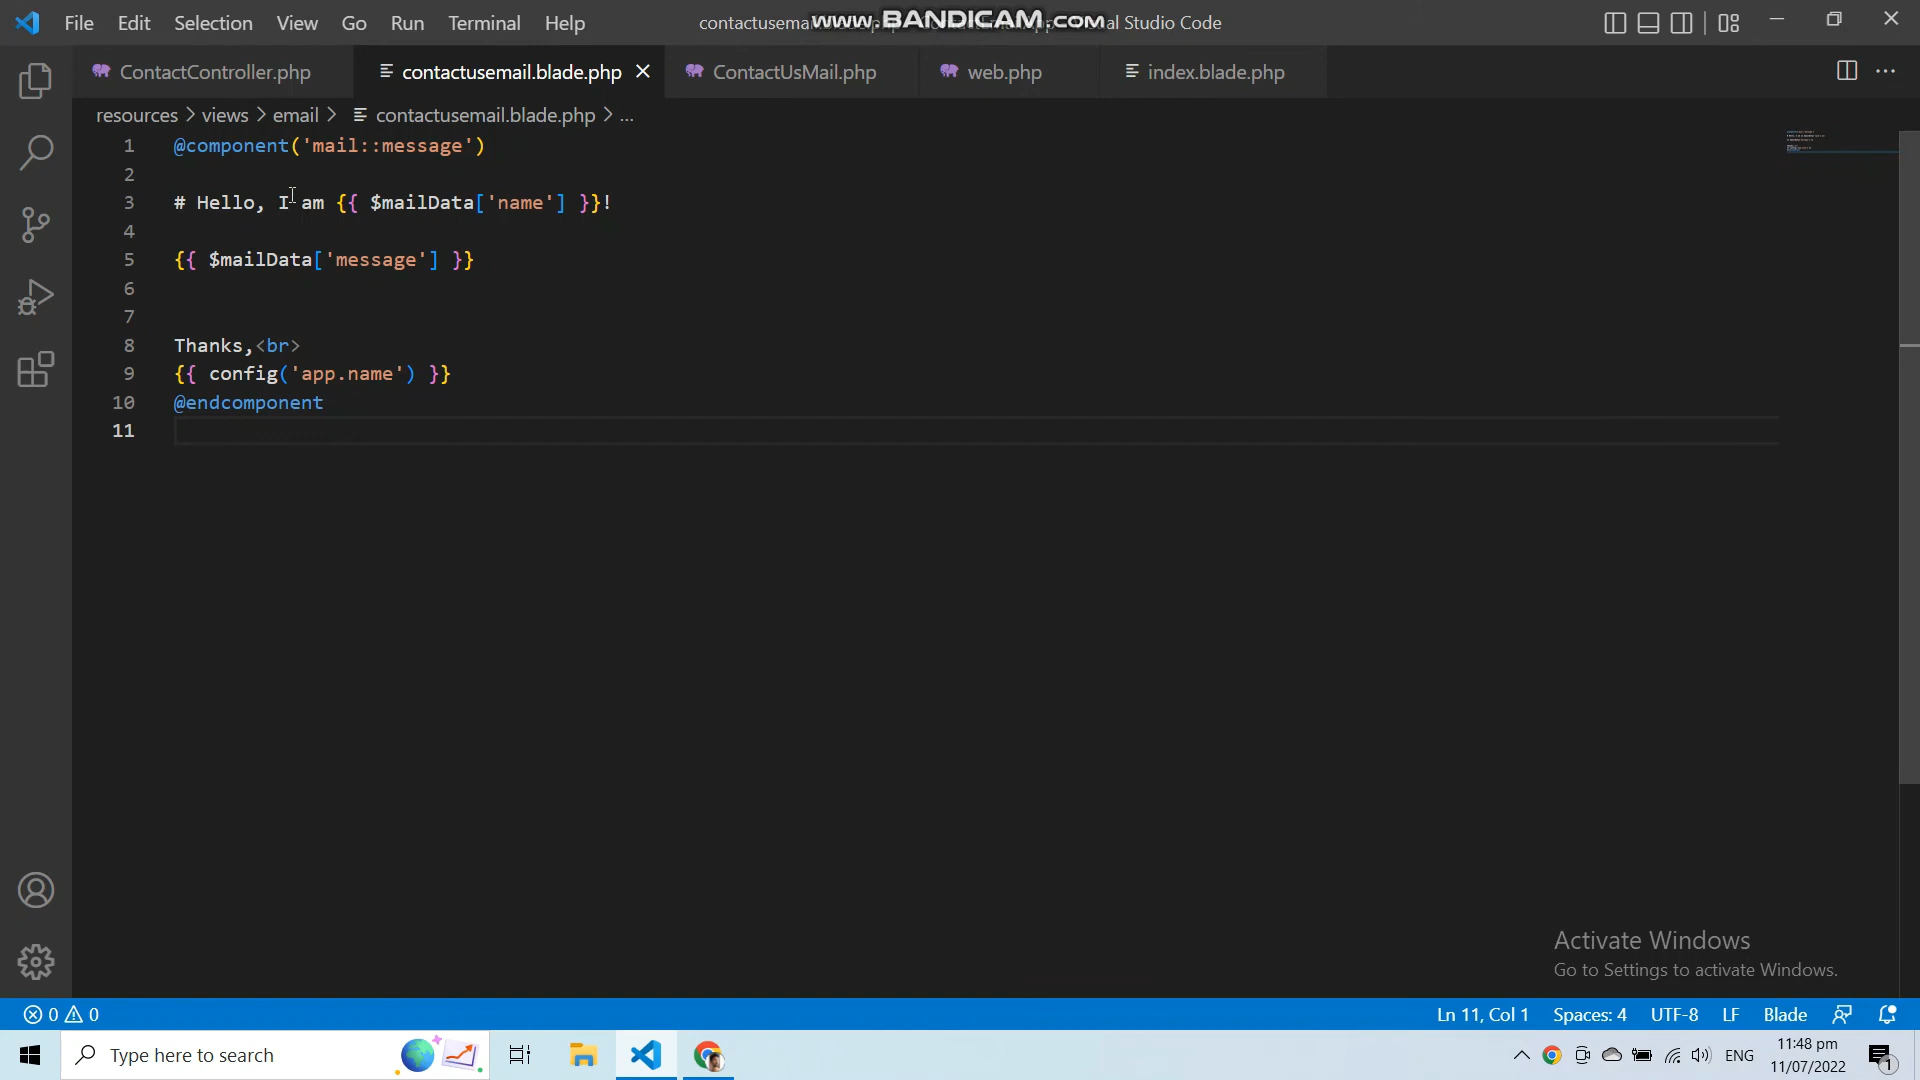 File Edit Selection View Go Run Terminal Help
contactusema
www.BANDICAM.com
al Studio Code
ContactController.php
contactusemail.blade.php
ContactUsMail.php
web.php
index.blade.php
resources > views > email > contactusemail.blade.php > ...
1 @component('mail::message')
2
3 # Hello, I am {{ $mailData['name'] }}!
4
5 {{ $mailData['message'] }}
6
7
8 Thanks,<br>
9 {{ config('app.name') }}
10 @endcomponent
11
Activate Windows
Go to Settings to activate Windows.
0 0 Ln 11, Col 1 Spaces: 4 UTF-8 LF Blade
Type here to search
ENG
11:48 pm
11/07/2022
1